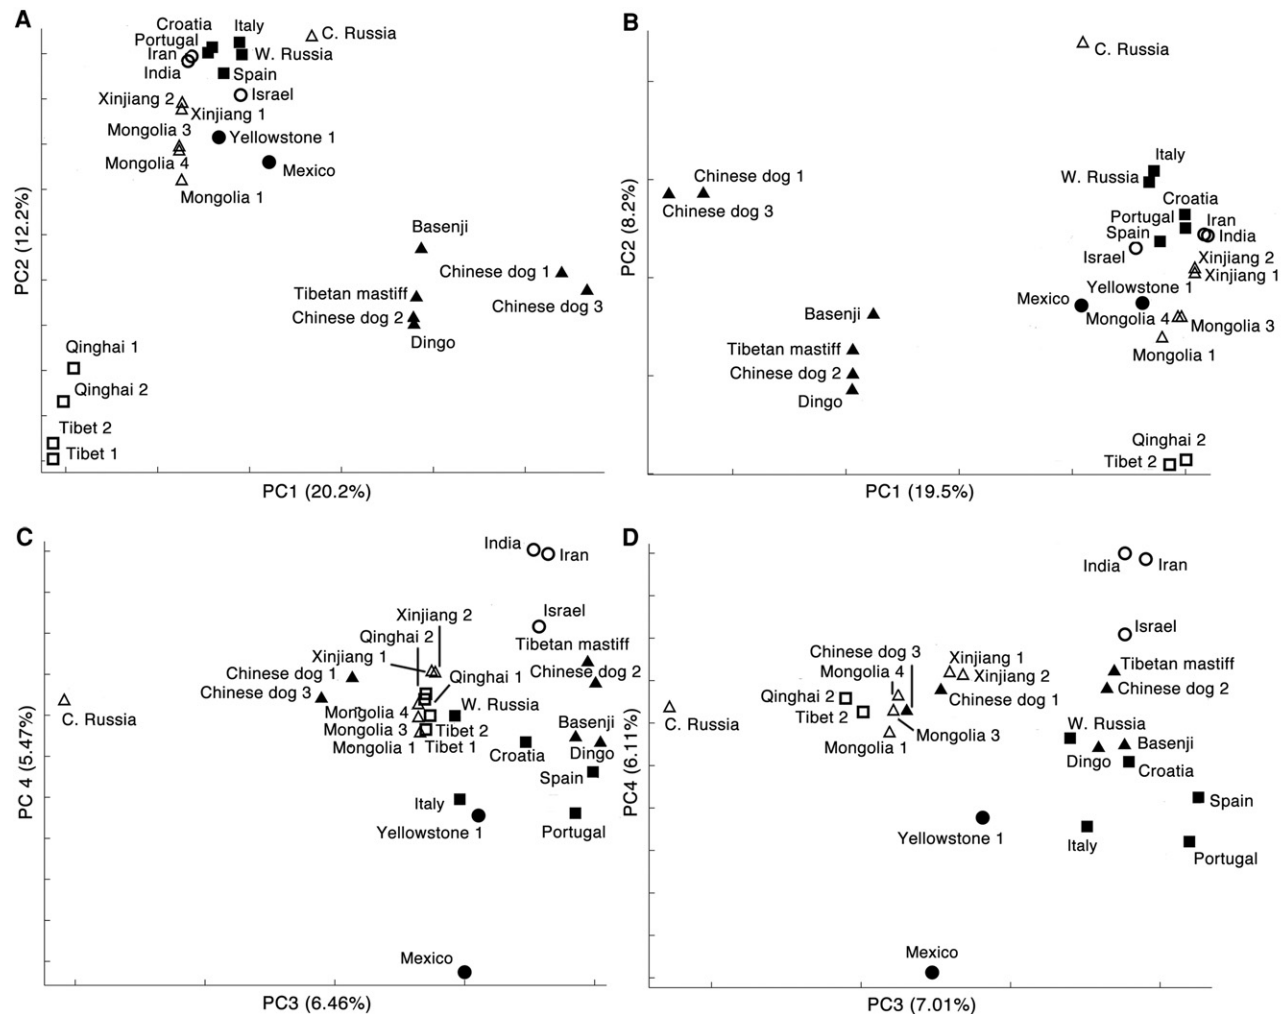 A
Croatia
Italy
C. Russia
Portugal
Iran
W. Russia
India
Spain
Xinjiang 2
Israel
Xinjiang 1
Mongolia 3
Yellowstone 1
Mongolia 4
Mexico
Mongolia 1
Basenji
Chinese dog 1
Tibetan mastiff
Chinese dog 3
Chinese dog 2
Dingo
Qinghai 1
Qinghai 2
Tibet 2
Tibet 1
PC2 (12.2%)
PC1 (20.2%)
B
C. Russia
Italy
Chinese dog 1
W. Russia
Croatia
Chinese dog 3
Portugal
Iran
Spain
India
Israel
Xinjiang 2
Xinjiang 1
Yellowstone 1
Mexico
Basenji
Mongolia 4
Mongolia 3
Tibetan mastiff
Mongolia 1
Chinese dog 2
Dingo
Qinghai 2
Tibet 2
PC2 (8.2%)
PC1 (19.5%)
C
India
Iran
Xinjiang 2
Israel
Qinghai 2
Tibetan mastiff
Xinjiang 1
Chinese dog 1
Qinghai 1
Chinese dog 2
Chinese dog 3
C. Russia
Mongolia 4
W. Russia
Mongolia 3
Tibet 2
Basenji
Mongolia 1
Tibet 1
Croatia
Dingo
Spain
Italy
Yellowstone 1
Portugal
Mexico
PC 4 (5.47%)
PC3 (6.46%)
D
India
Iran
Israel
Chinese dog 3
Xinjiang 1
Mongolia 4
Xinjiang 2
Tibetan mastiff
Qinghai 2
Chinese dog 1
Chinese dog 2
Tibet 2
C. Russia
W. Russia
Mongolia 1
Mongolia 3
Basenji
Dingo
Croatia
Spain
Yellowstone 1
Italy
Portugal
Mexico
PC4 (6.11%)
PC3 (7.01%)